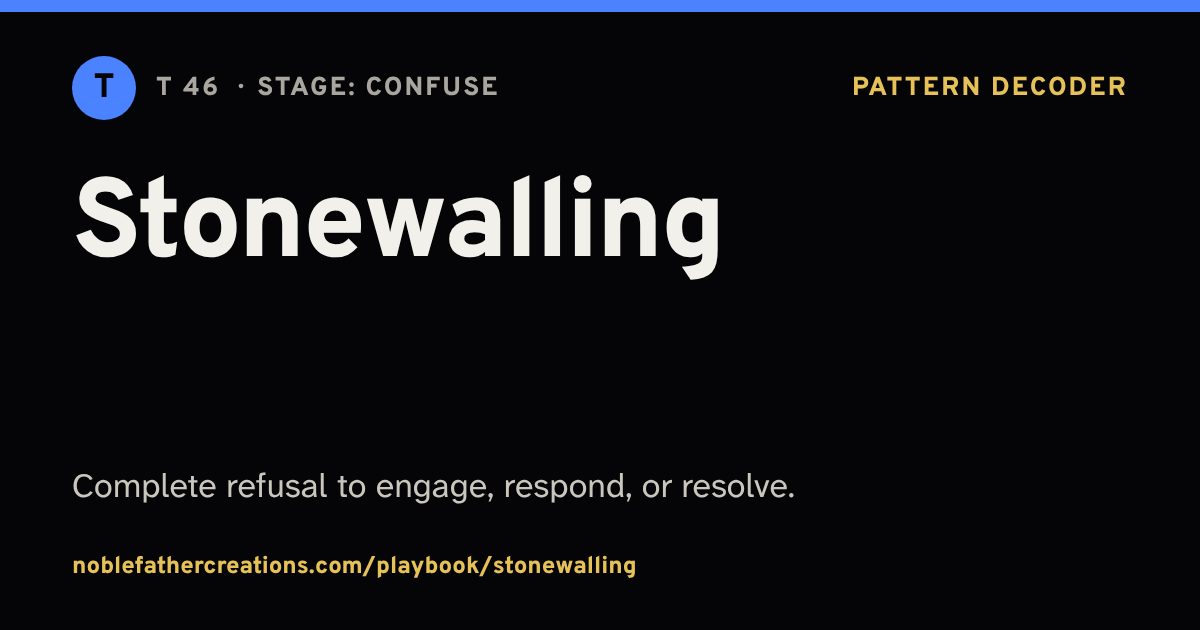 T
T 46 · STAGE: CONFUSE
PATTERN DECODER
Stonewalling
Complete refusal to engage, respond, or resolve.
noblefathercreations.com/playbook/stonewalling